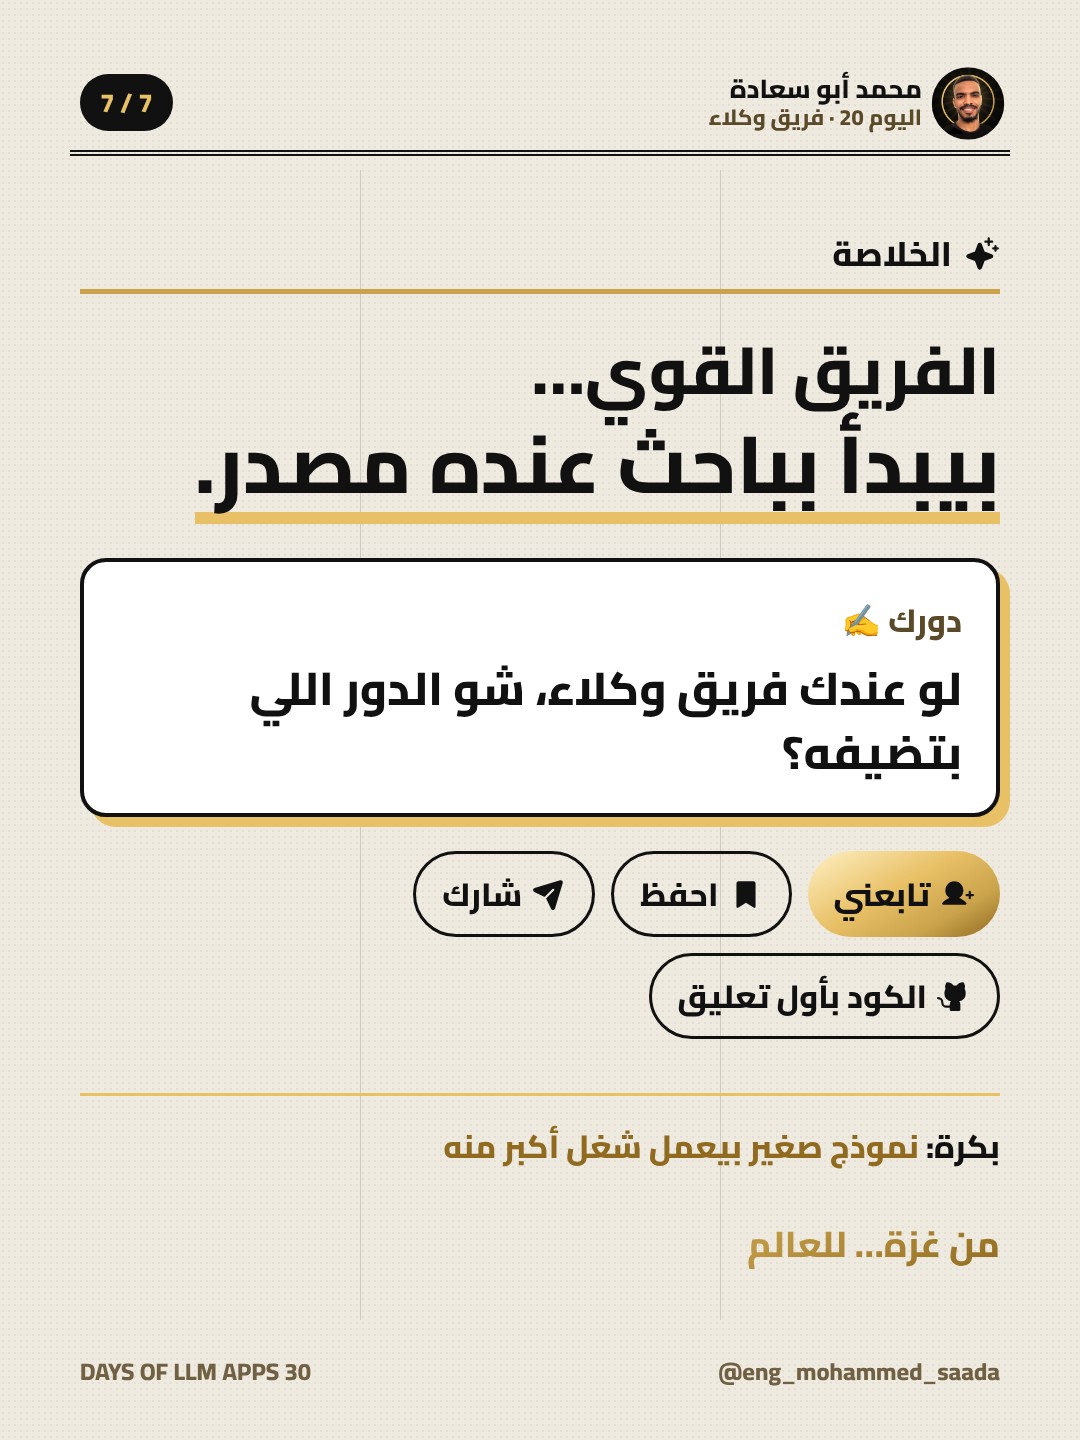 محمد أبو سعادة
اليوم 20 · فريق وكلاء
7 / 7
الخلاصة
الفريق القوي...
بيبدأ بباحث عنده مصدر.
دورك ✍️
لو عندك فريق وكلاء، شو الدور اللي
بتضيفه؟
تابعني
احفظ
شارك
الكود بأول تعليق
بكرة: نموذج صغير بيعمل شغل أكبر منه
من غزة... للعالم
@eng_mohammed_saada
DAYS OF LLM APPS 30